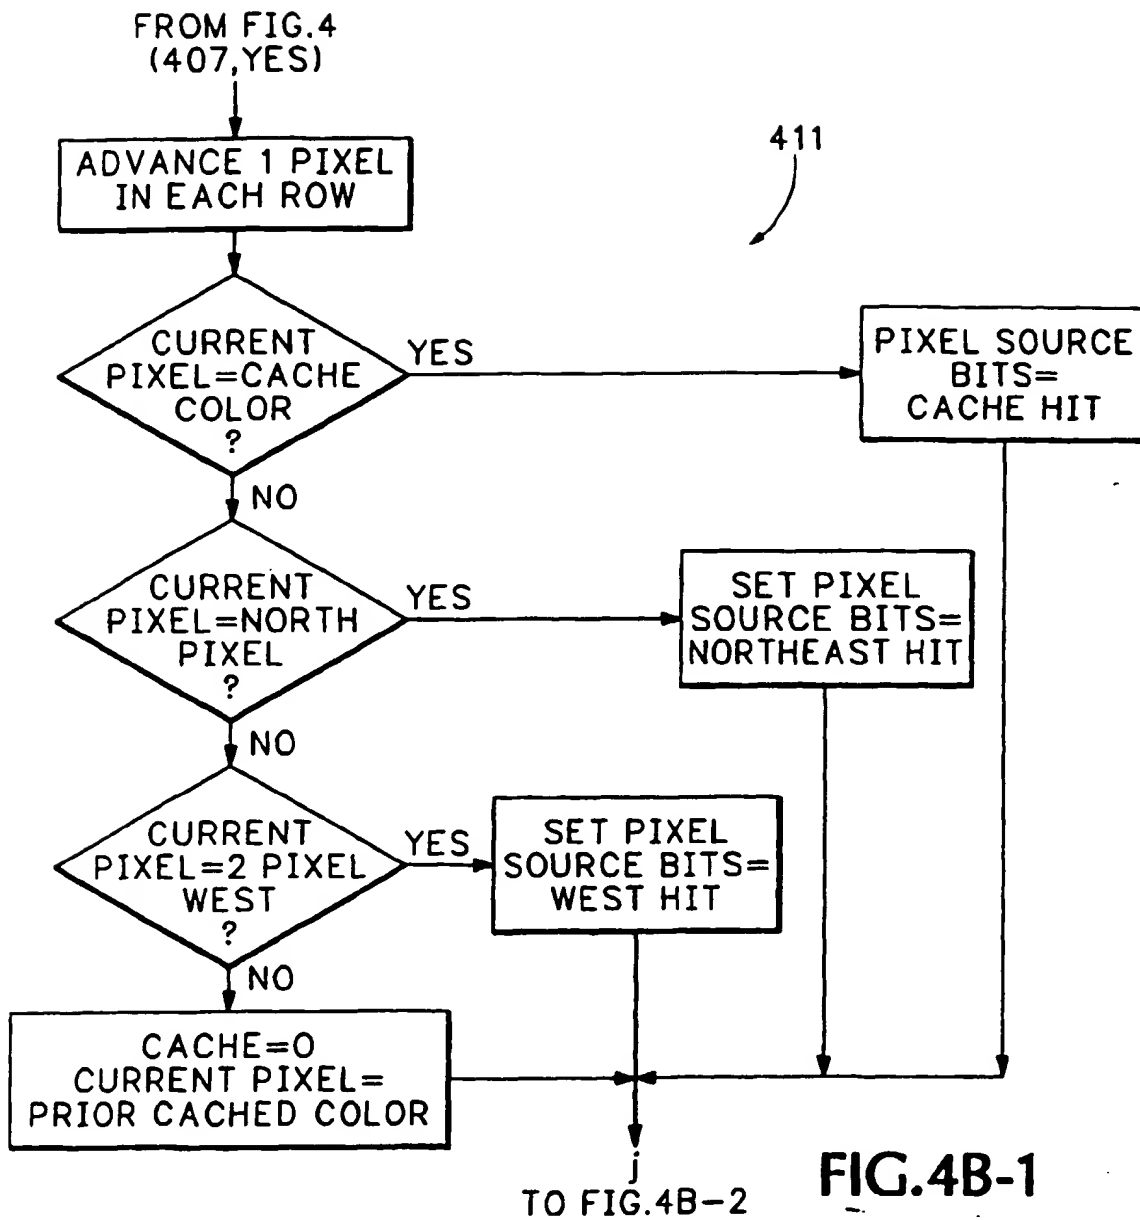 FROM FIG.4
(407,YES)
ADVANCE 1 PIXEL
IN EACH ROW
411
CURRENT
PIXEL=CACHE
COLOR
?
YES
PIXEL SOURCE
BITS=
CACHE HIT
NO
CURRENT
PIXEL=NORTH
PIXEL
?
YES
SET PIXEL
SOURCE BITS=
NORTHEAST HIT
NO
CURRENT
PIXEL=2 PIXEL
WEST
?
YES
SET PIXEL
SOURCE BITS=
WEST HIT
NO
CACHE=0
CURRENT PIXEL=
PRIOR CACHED COLOR
j
TO FIG.4B-2
FIG.4B-1